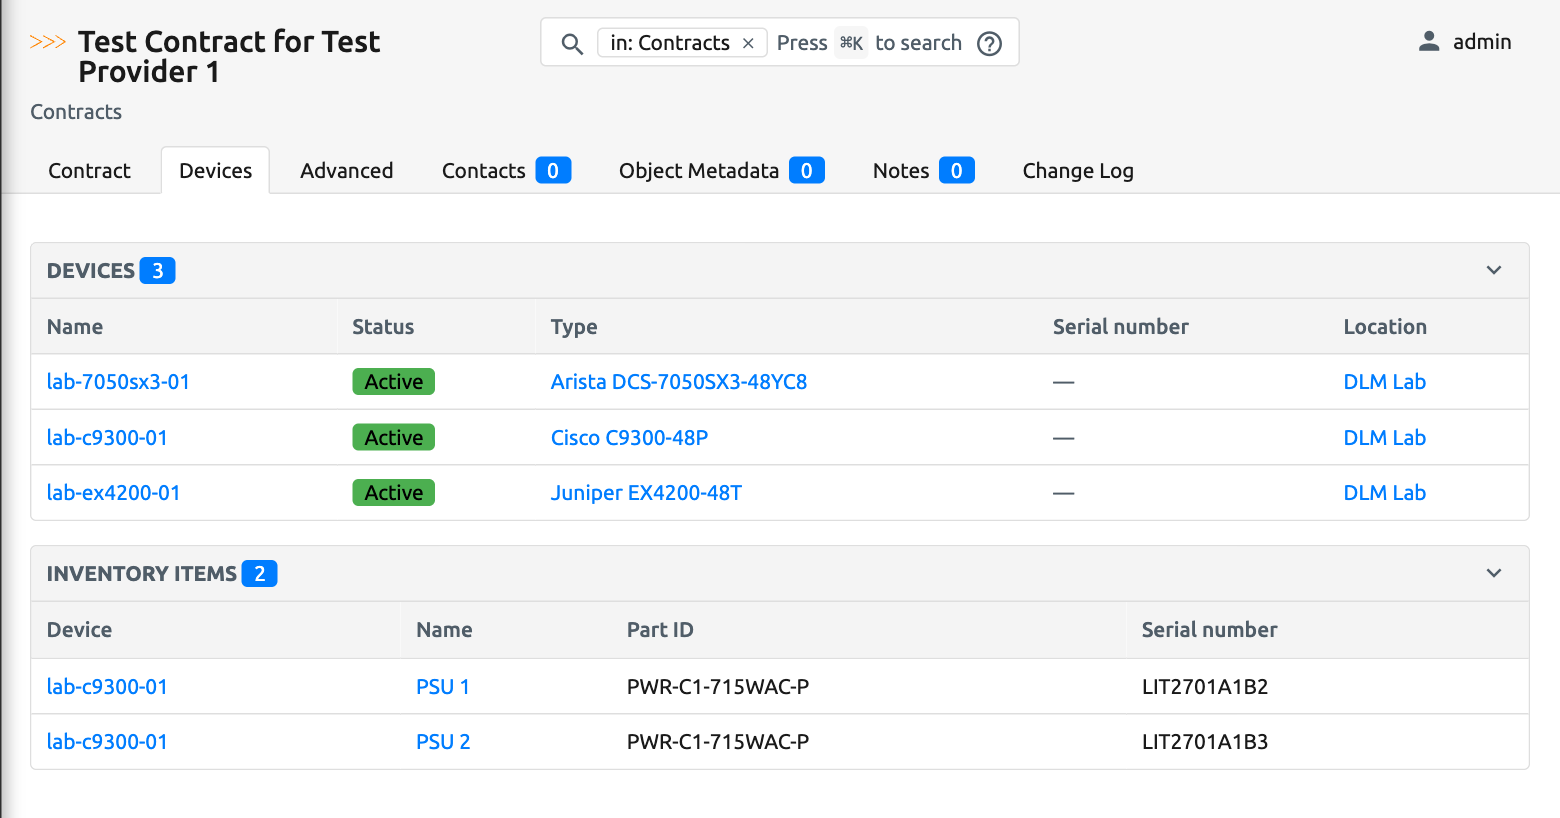 >>> Test Contract for Test
Provider 1
in: Contracts × Press ⌘K to search ?
admin
Contracts
Contract Devices Advanced Contacts 0 Object Metadata 0 Notes 0 Change Log
DEVICES 3
Name Status Type Serial number Location
lab-7050sx3-01 Active Arista DCS-7050SX3-48YC8 — DLM Lab
lab-c9300-01 Active Cisco C9300-48P — DLM Lab
lab-ex4200-01 Active Juniper EX4200-48T — DLM Lab
INVENTORY ITEMS 2
Device Name Part ID Serial number
lab-c9300-01 PSU 1 PWR-C1-715WAC-P LIT2701A1B2
lab-c9300-01 PSU 2 PWR-C1-715WAC-P LIT2701A1B3